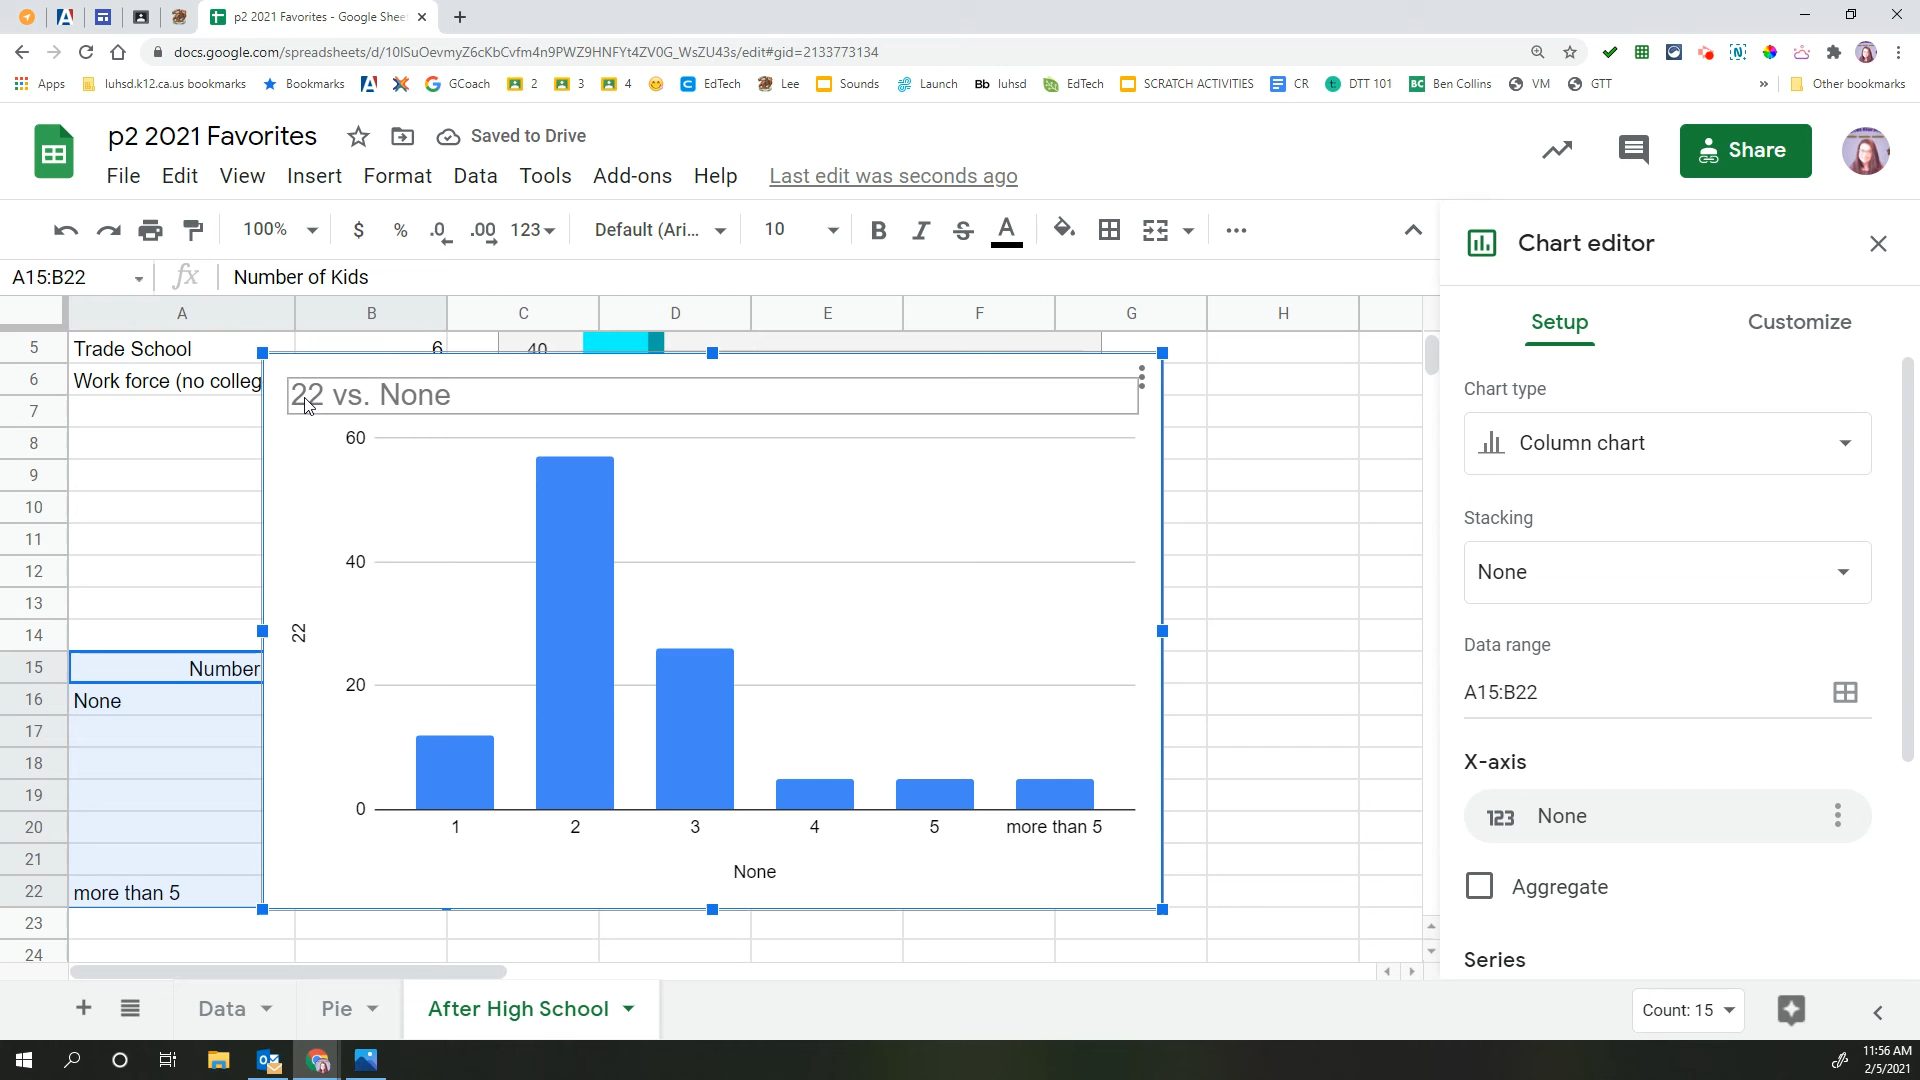 p2 2021 Favorites - Google Shee
docs.google.com/spreadsheets/d/10ISuOevmyZ6cKbCvfm4n9PWZ9HNFYt4ZV0G_WsZU43s/edit#gid=2133773134
Apps luhsd.k12.ca.us bookmarks Bookmarks GCoach 2 3 4 EdTech Lee Sounds Launch Bb luhsd EdTech SCRATCH ACTIVITIES CR DTT 101 BC Ben Collins VM GTT » Other bookmarks
p2 2021 Favorites Saved to Drive
Share
File Edit View Insert Format Data Tools Add-ons Help Last edit was seconds ago
100% $ % .0 .00 123 Default (Ari... 10 B I S A
Chart editor
A15:B22 fx Number of Kids
A B C D E F G H
Setup Customize
5 Trade School 6 40
6 Work force (no colleg
7
8
9
10
11
12
13
14
15 Number
16 None
17
18
19
20
21
22 more than 5
23
24
22 vs. None
60
40
20
0
22
1 2 3 4 5 more than 5
None
Chart type
Column chart
Stacking
None
Data range
A15:B22
X-axis
123 None
Aggregate
Series
Data Pie After High School Count: 15
11:56 AM
2/5/2021